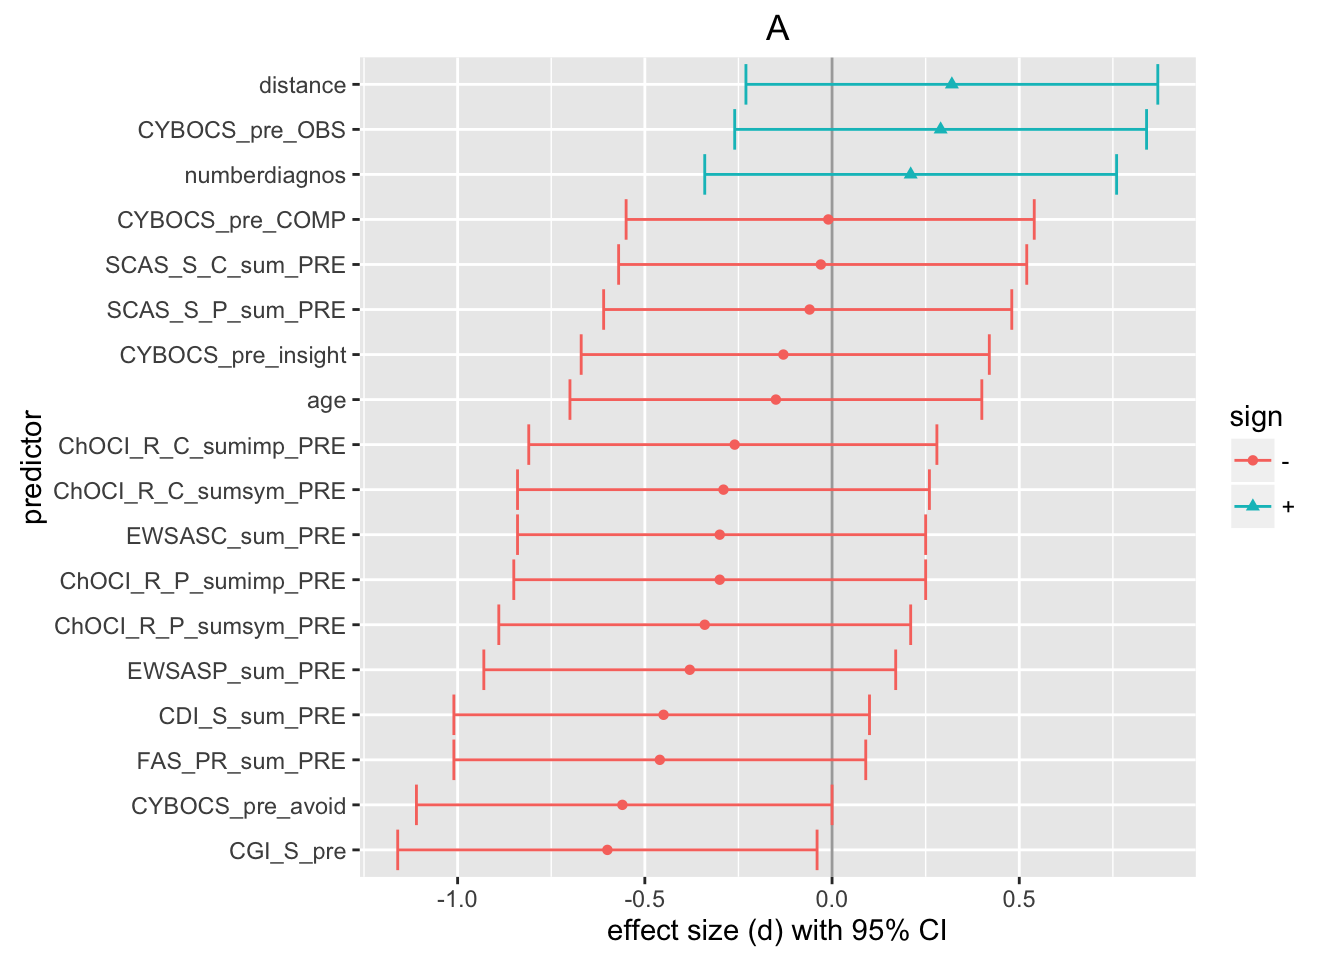 A
distance
CYBOCS_pre_OBS
numberdiagnos
CYBOCS_pre_COMP
SCAS_S_C_sum_PRE
SCAS_S_P_sum_PRE
CYBOCS_pre_insight
age
ChOCI_R_C_sumimp_PRE
ChOCI_R_C_sumsym_PRE
EWSASC_sum_PRE
ChOCI_R_P_sumimp_PRE
ChOCI_R_P_sumsym_PRE
EWSASP_sum_PRE
CDI_S_sum_PRE
FAS_PR_sum_PRE
CYBOCS_pre_avoid
CGI_S_pre
predictor
-1.0 -0.5 0.0 0.5
effect size (d) with 95% CI
sign
-
+